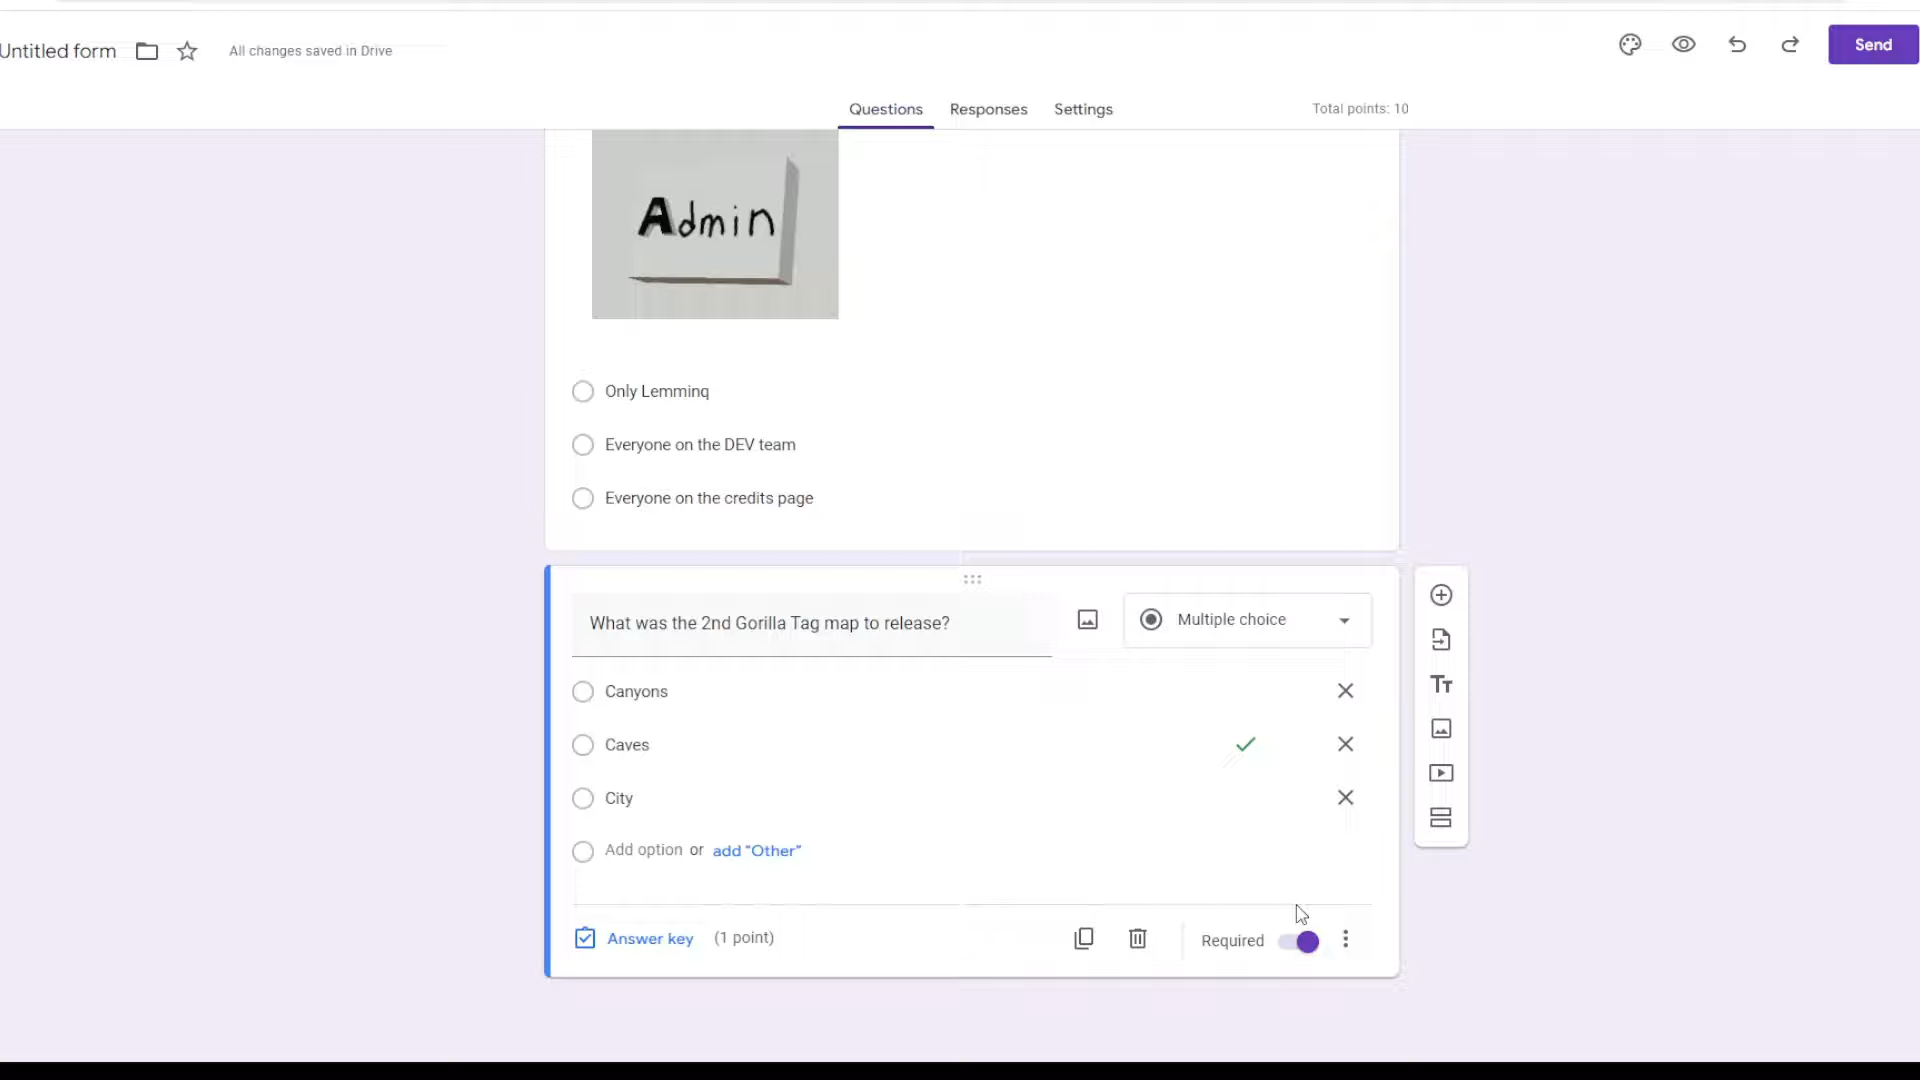 Untitled form
All changes saved in Drive
Send
Questions Responses Settings
Total points: 10
Admin
Only Lemminq
Everyone on the DEV team
Everyone on the credits page
What was the 2nd Gorilla Tag map to release?
Multiple choice
Canyons
Caves
City
Add option or add "Other"
Answer key (1 point)
Required